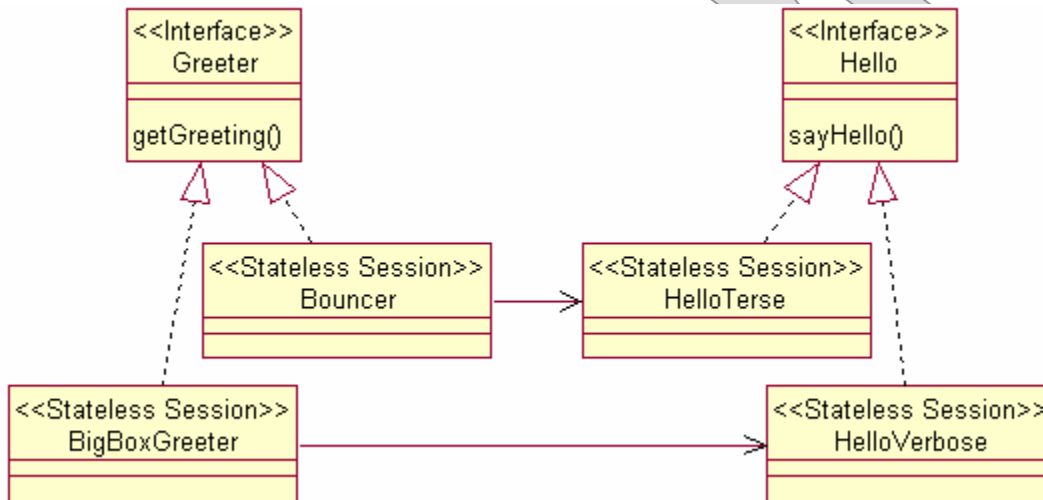 <<Interface>>
Greeter
getGreeting()
<<Interface>>
Hello
sayHello()
<<Stateless Session>>
Bouncer
<<Stateless Session>>
HelloTerse
<<Stateless Session>>
BigBoxGreeter
<<Stateless Session>>
HelloVerbose